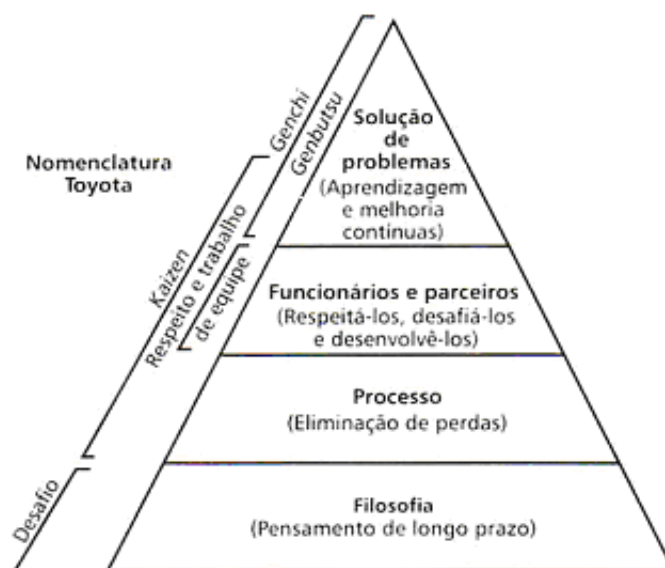 Nomenclatura
Toyota
Genchi
Genbutsu
Kaizen
Respeito e trabalho
de equipe
Desafio
Solução
de
problemas
(Aprendizagem
e melhoria
contínuas)
Funcionários e parceiros
(Respeitá-los, desafiá-los
e desenvolvê-los)
Processo
(Eliminação de perdas)
Filosofia
(Pensamento de longo prazo)